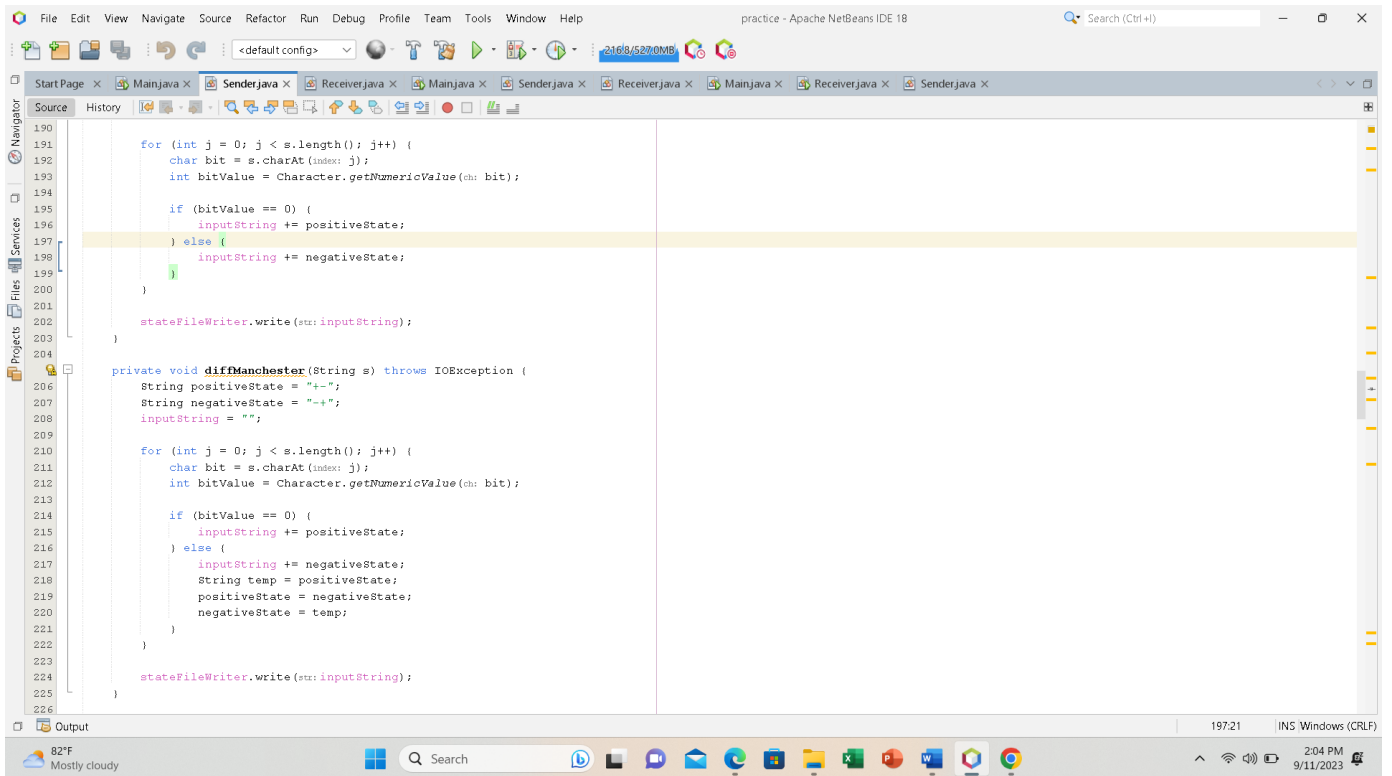 File Edit View Navigate Source Refactor Run Debug Profile Team Tools Window Help practice - Apache NetBeans IDE 18 Search (Ctrl+I)
<default config> 216.8/527.0MB
Start Page Main.java Sender.java Receiver.java Main.java Sender.java Receiver.java Main.java Receiver.java Sender.java
Source History
Navigator
Services
Files
Projects
190
191 for (int j = 0; j < s.length(); j++) {
192 char bit = s.charAt(index: j);
193 int bitValue = Character.getNumericValue(ch: bit);
194
195 if (bitValue == 0) {
196 inputString += positiveState;
197 } else {
198 inputString += negativeState;
199 }
200 }
201
202 stateFileWriter.write(str: inputString);
203 }
204
private void diffManchester(String s) throws IOException {
206 String positiveState = "+-";
207 String negativeState = "-+";
208 inputString = "";
209
210 for (int j = 0; j < s.length(); j++) {
211 char bit = s.charAt(index: j);
212 int bitValue = Character.getNumericValue(ch: bit);
213
214 if (bitValue == 0) {
215 inputString += positiveState;
216 } else {
217 inputString += negativeState;
218 String temp = positiveState;
219 positiveState = negativeState;
220 negativeState = temp;
221 }
222 }
223
224 stateFileWriter.write(str: inputString);
225 }
226
Output 197:21 INS Windows (CRLF)
82°F
Mostly cloudy
Search
2:04 PM
9/11/2023